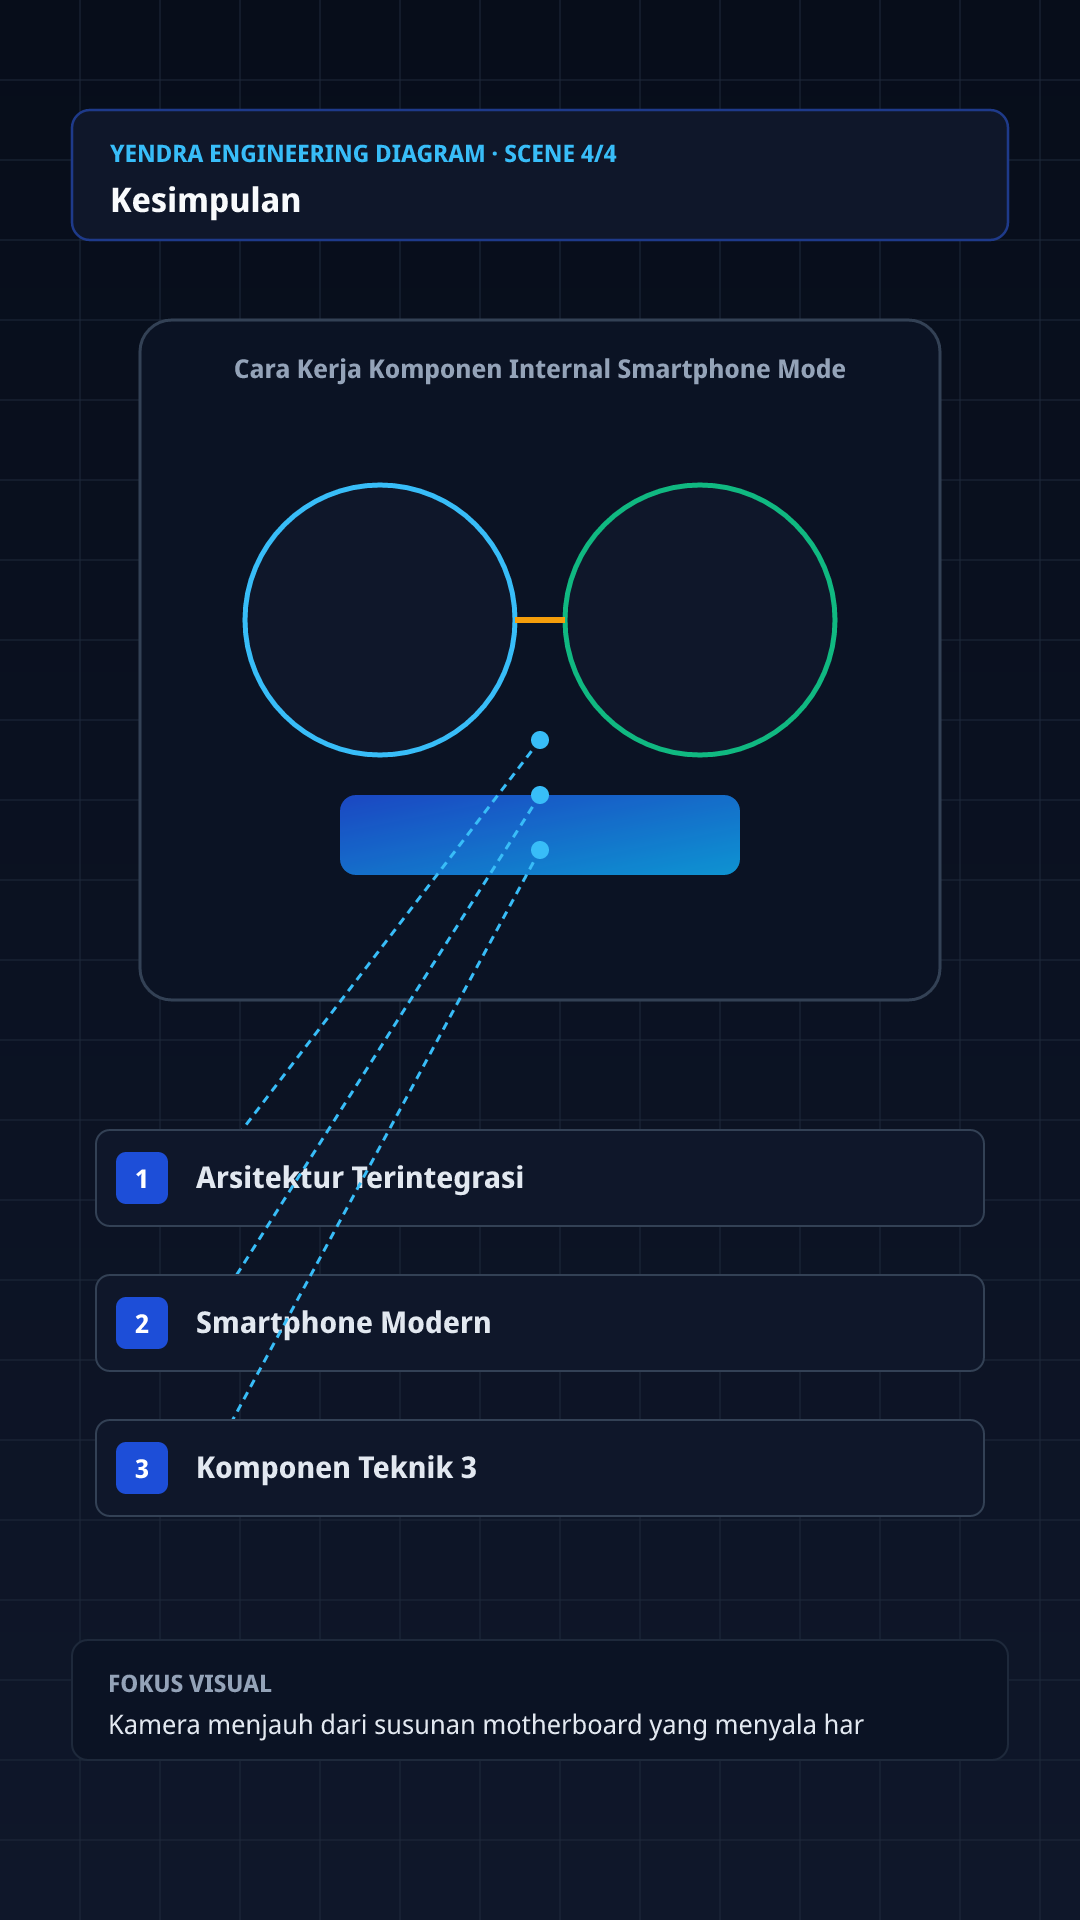 YENDRA ENGINEERING DIAGRAM · SCENE 4/4
Kesimpulan
Cara Kerja Komponen Internal Smartphone Mode
1 Arsitektur Terintegrasi
2 Smartphone Modern
3 Komponen Teknik 3
FOKUS VISUAL
Kamera menjauh dari susunan motherboard yang menyala har